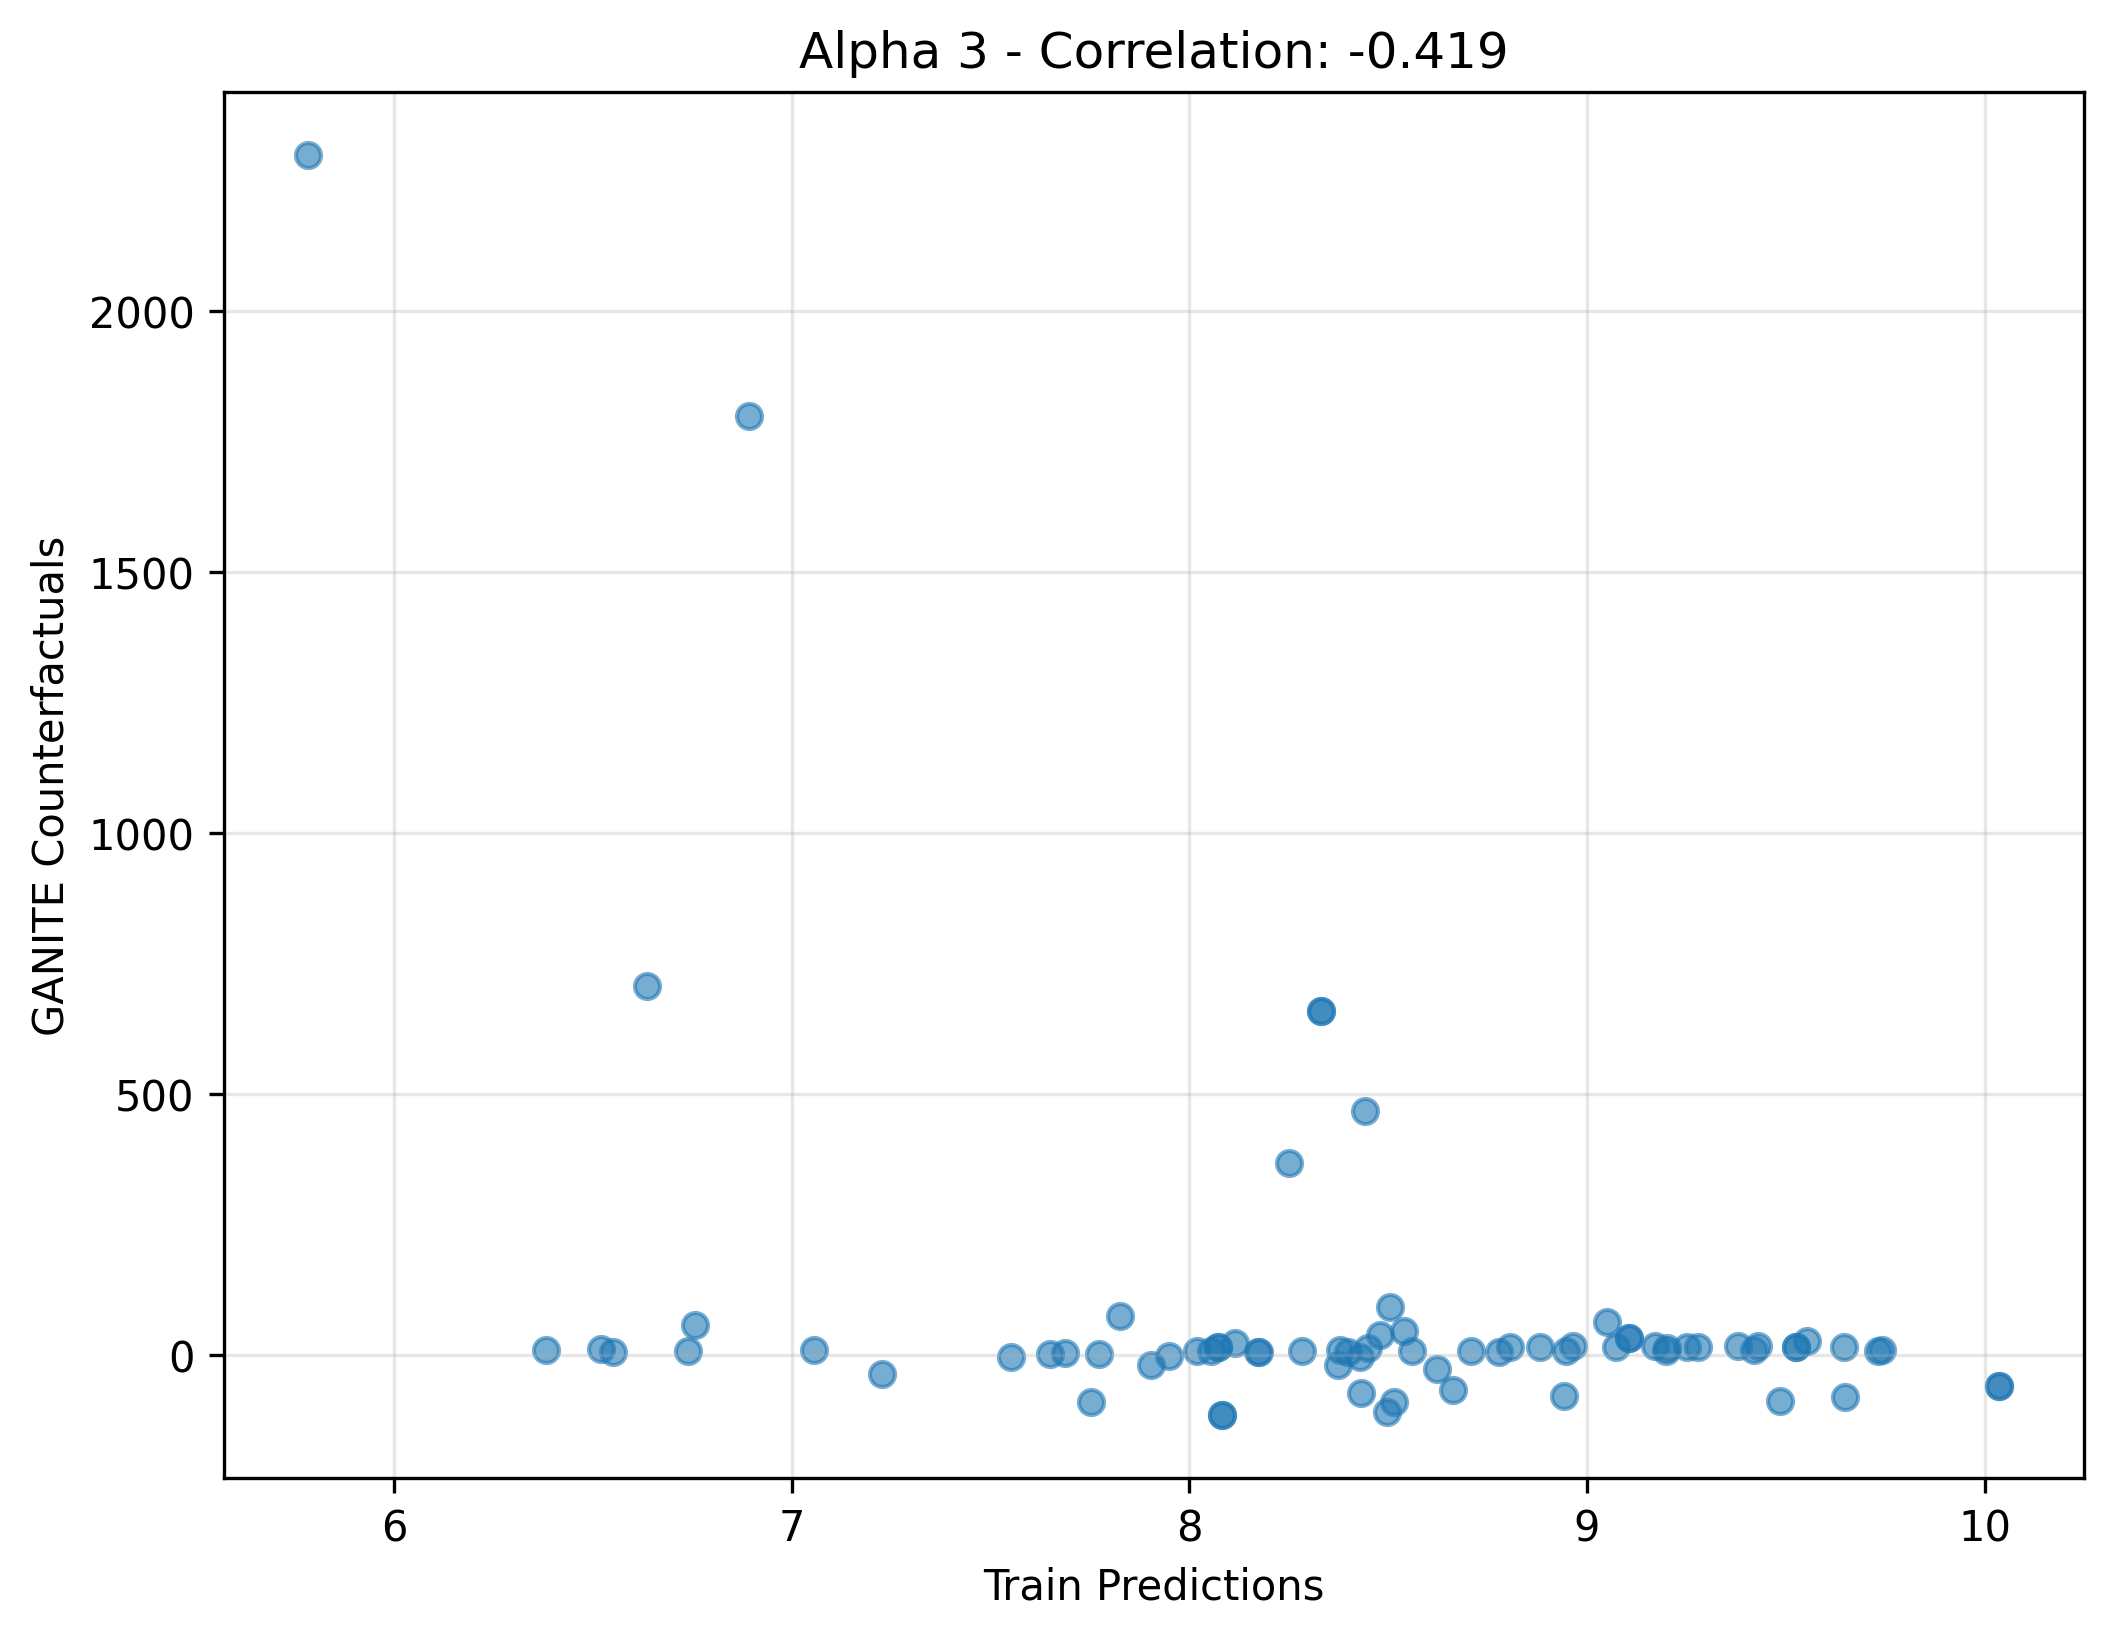 Alpha 3 - Correlation: -0.419
2000
1500
1000
500
0
GANITE Counterfactuals
6 7 8 9 10
Train Predictions